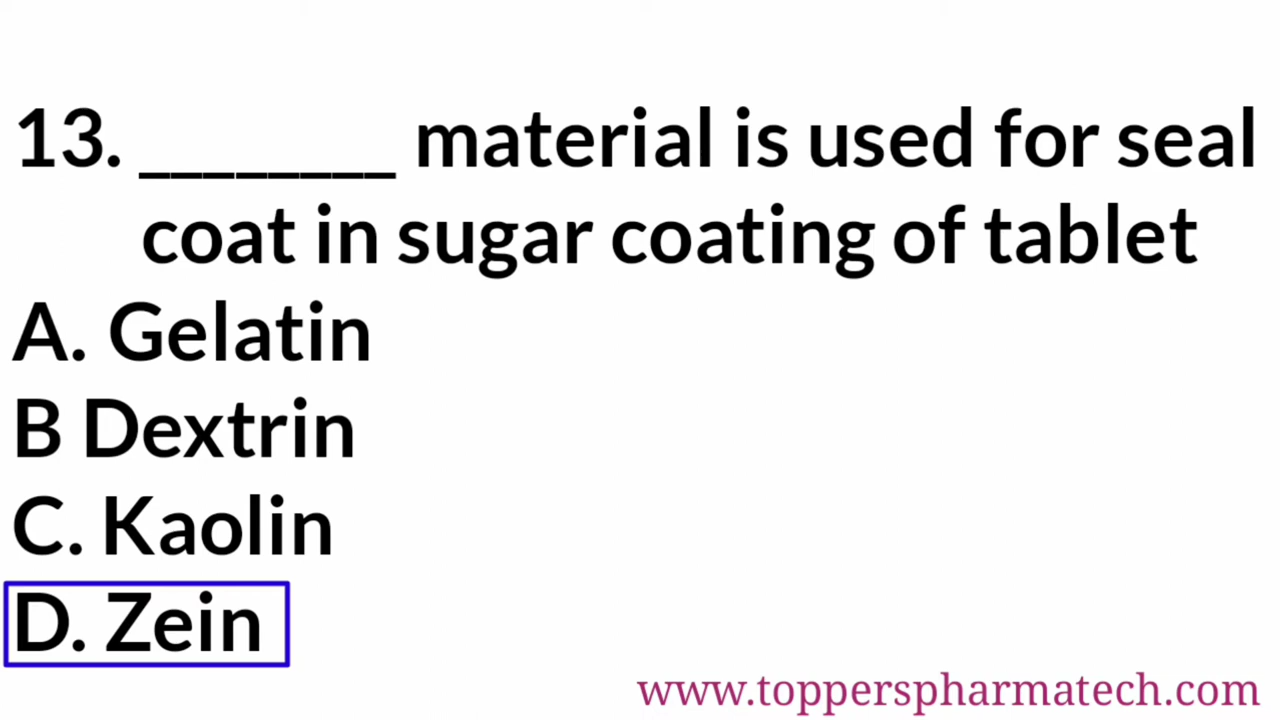 13. ________ material is used for seal
coat in sugar coating of tablet
A. Gelatin
B Dextrin
C. Kaolin
D. Zein
www.topperspharmatech.com